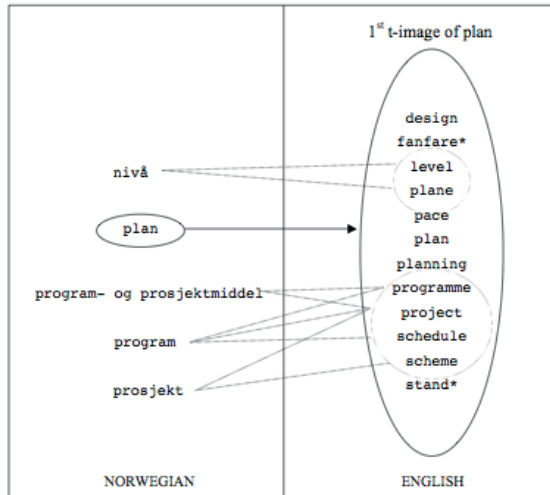 1st t-image of plan
design
fanfare*
level
nivå
plane
pace
plan
plan
planning
program- og prosjektmiddel
programme
project
program
schedule
scheme
prosjekt
stand*
NORWEGIAN
ENGLISH